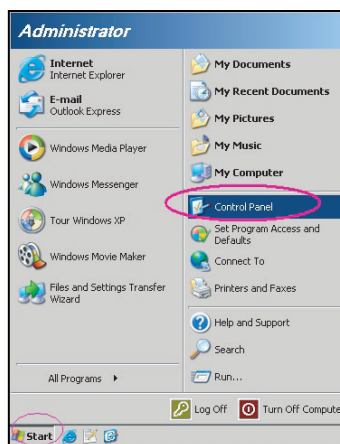 Administrator
Internet
Internet Explorer
E-mail
Outlook Express
Windows Media Player
Windows Messenger
Tour Windows XP
Windows Movie Maker
Files and Settings Transfer
Wizard
All Programs
My Documents
My Recent Documents
My Pictures
My Music
My Computer
Control Panel
Set Program Access and
Defaults
Connect To
Printers and Faxes
Help and Support
Search
Run...
Log Off
Turn Off Compute
Start